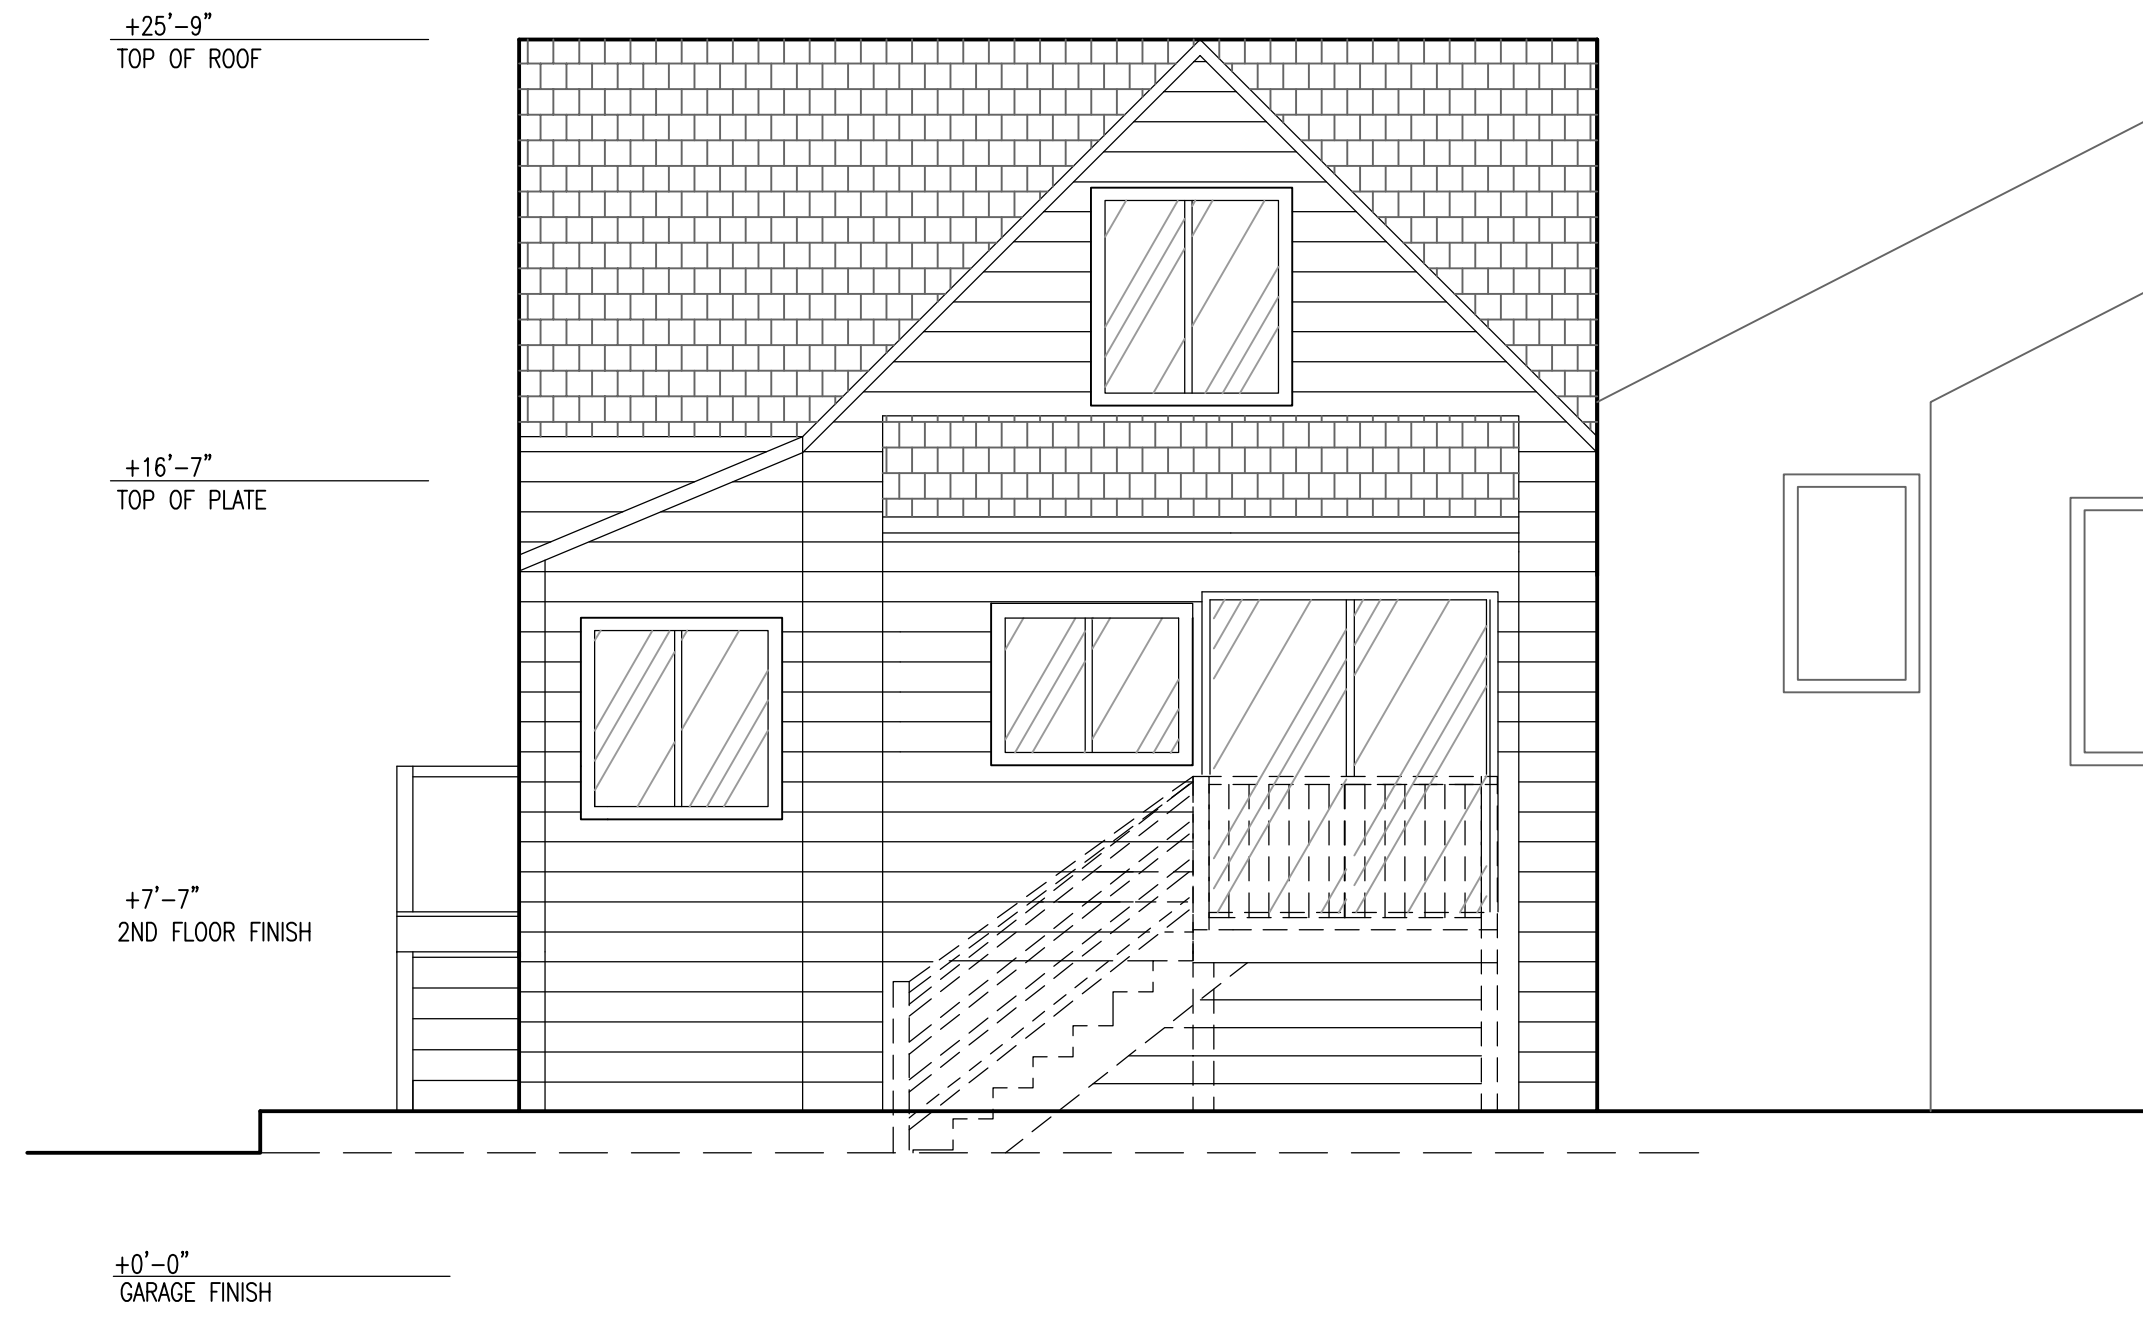 +25'-9"
TOP OF ROOF
+16'-7"
TOP OF PLATE
+7'-7"
2ND FLOOR FINISH
+0'-0"
GARAGE FINISH